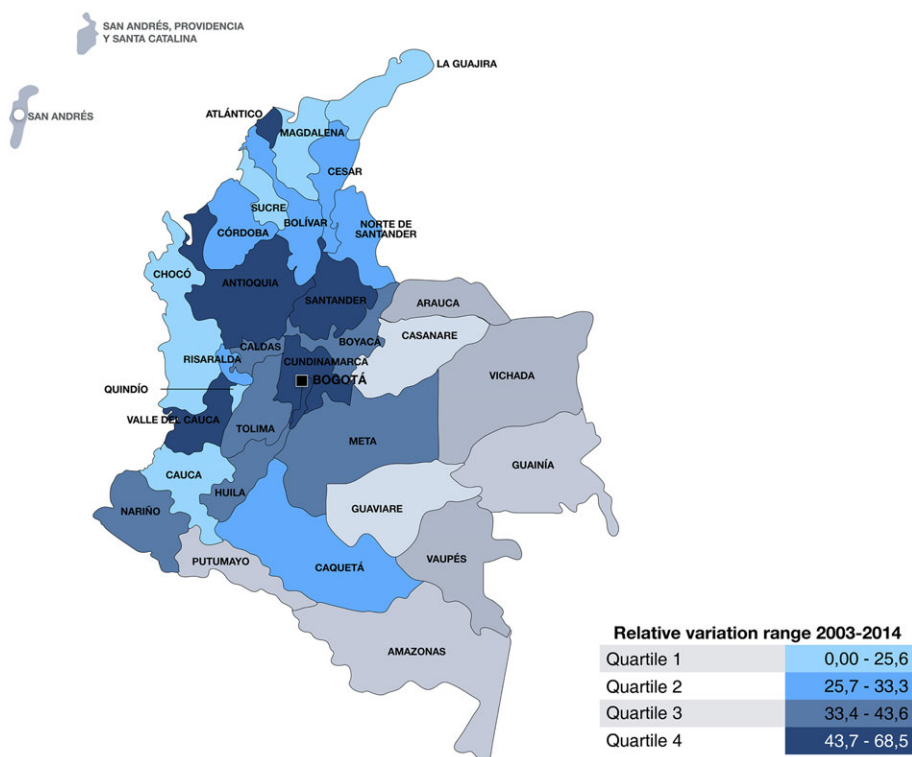 SAN ANDRÉS, PROVIDENCIA
Y SANTA CATALINA
LA GUAJIRA
SAN ANDRÉS
ATLÁNTICO
MAGDALENA
CESAR
SUCRE
BOLÍVAR
NORTE DE
SANTANDER
CÓRDOBA
CHOCÓ
ANTIOQUIA
SANTANDER
ARAUCA
CASANARE
BOYACÁ
CALDAS
RISARALDA
CUNDINAMARCA
BOGOTÁ
VICHADA
QUINDÍO
VALLE DEL CAUCA
TOLIMA
META
GUAINÍA
CAUCA
HUILA
NARIÑO
GUAVIARE
VAUPÉS
PUTUMAYO
CAQUETÁ
AMAZONAS
Relative variation range 2003-2014
Quartile 1 0,00 - 25,6
Quartile 2 25,7 - 33,3
Quartile 3 33,4 - 43,6
Quartile 4 43,7 - 68,5